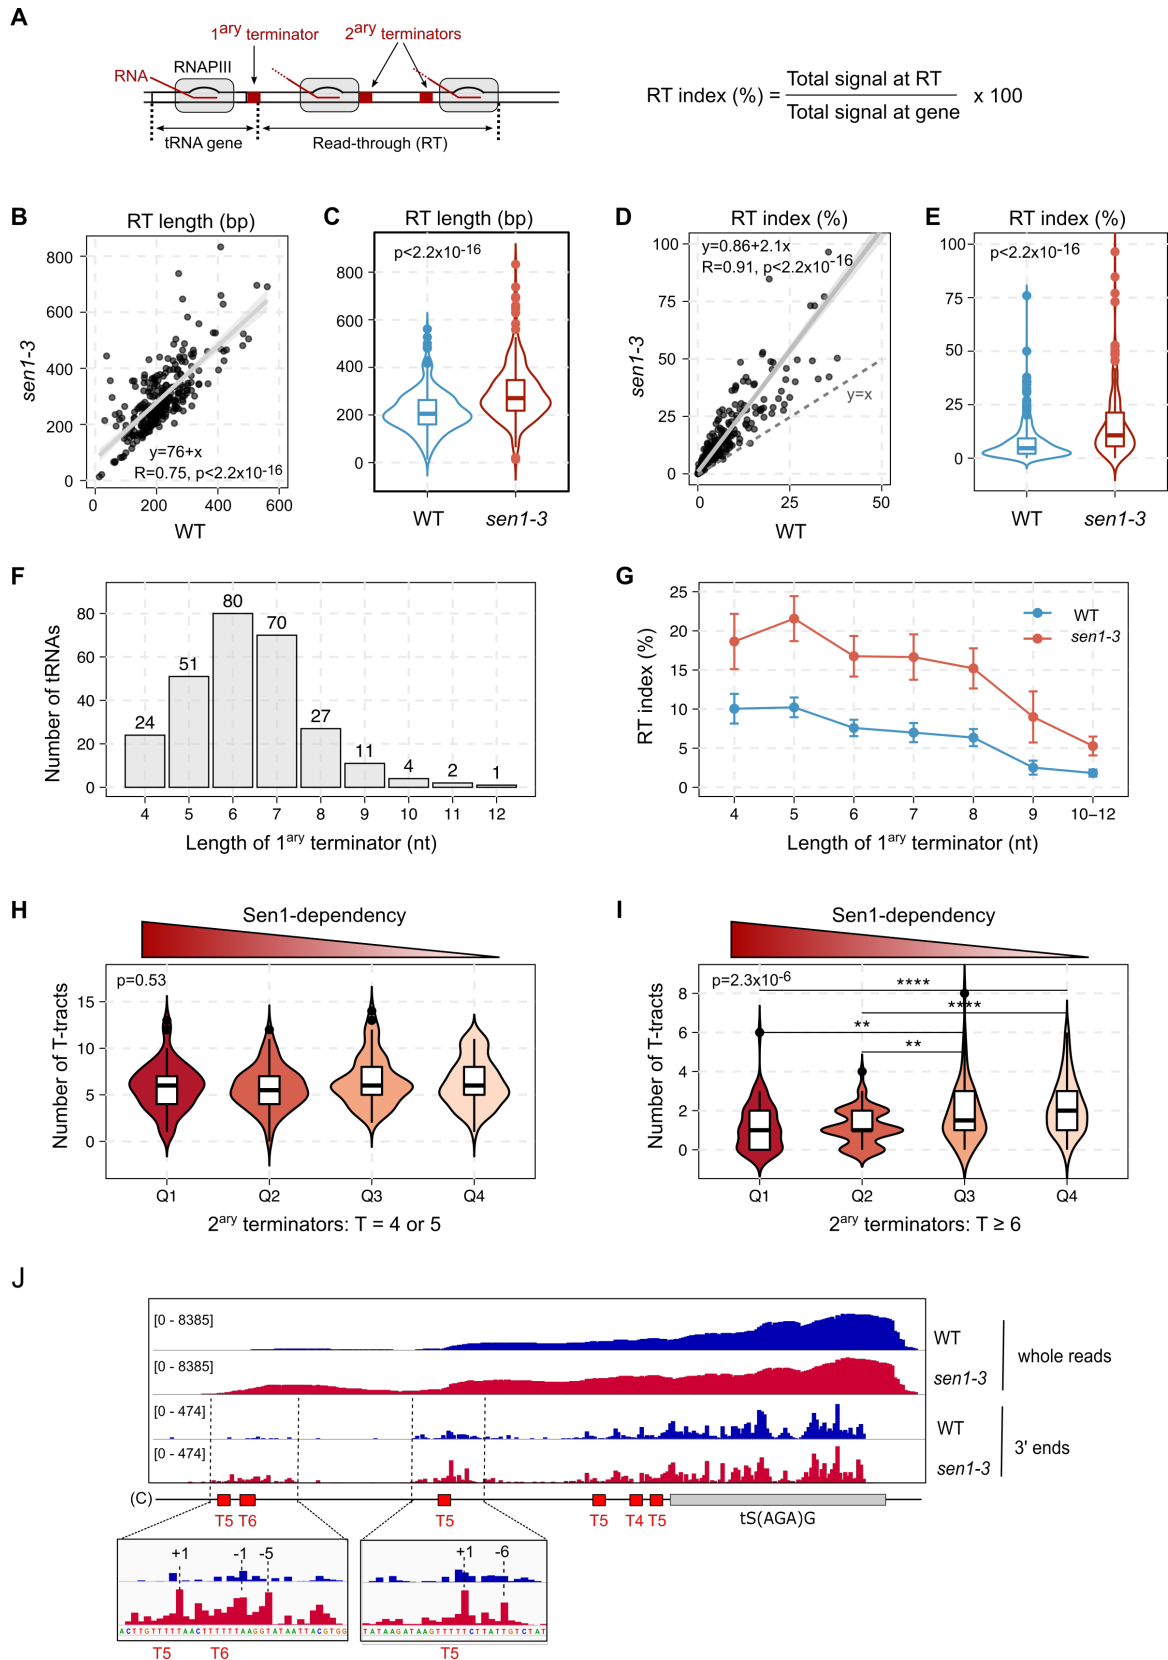 A
1ary terminator
2ary terminators
RNAPIII
RNA
tRNA gene
Read-through (RT)
RT index (%) = Total signal at RT / Total signal at gene x 100
B
RT length (bp)
800
600
400
200
0
sen1-3
y=76+x
R=0.75, p<2.2x10-16
0 200 400 600
WT
C
RT length (bp)
p<2.2x10-16
800
600
400
200
0
WT sen1-3
D
RT index (%)
y=0.86+2.1x
R=0.91, p<2.2x10-16
100
75
50
25
0
sen1-3
y=x
0 25 50
WT
E
RT index (%)
p<2.2x10-16
100
75
50
25
0
WT sen1-3
F
Number of tRNAs
80
60
40
20
0
24 51 80 70 27 11 4 2 1
4 5 6 7 8 9 10 11 12
Length of 1ary terminator (nt)
G
RT index (%)
25
20
15
10
5
0
WT
sen1-3
4 5 6 7 8 9 10–12
Length of 1ary terminator (nt)
H
Sen1-dependency
p=0.53
Number of T-tracts
15
10
5
0
Q1 Q2 Q3 Q4
2ary terminators: T = 4 or 5
I
Sen1-dependency
p=2.3x10-6
Number of T-tracts
8
6
4
2
0
****
****
**
**
Q1 Q2 Q3 Q4
2ary terminators: T ≥ 6
J
[0 - 8385]
WT
[0 - 8385]
sen1-3
whole reads
[0 - 474]
WT
[0 - 474]
sen1-3
3' ends
(C)
T5 T6 T5 T5 T4 T5 tS(AGA)G
+1 -1 -5
ACTTGTTTTTAACTTTTTTAAGGTATAATTACGTGG
T5 T6
+1 -6
TATAAGATAAGTTTTTCTTATTGTCTAT
T5